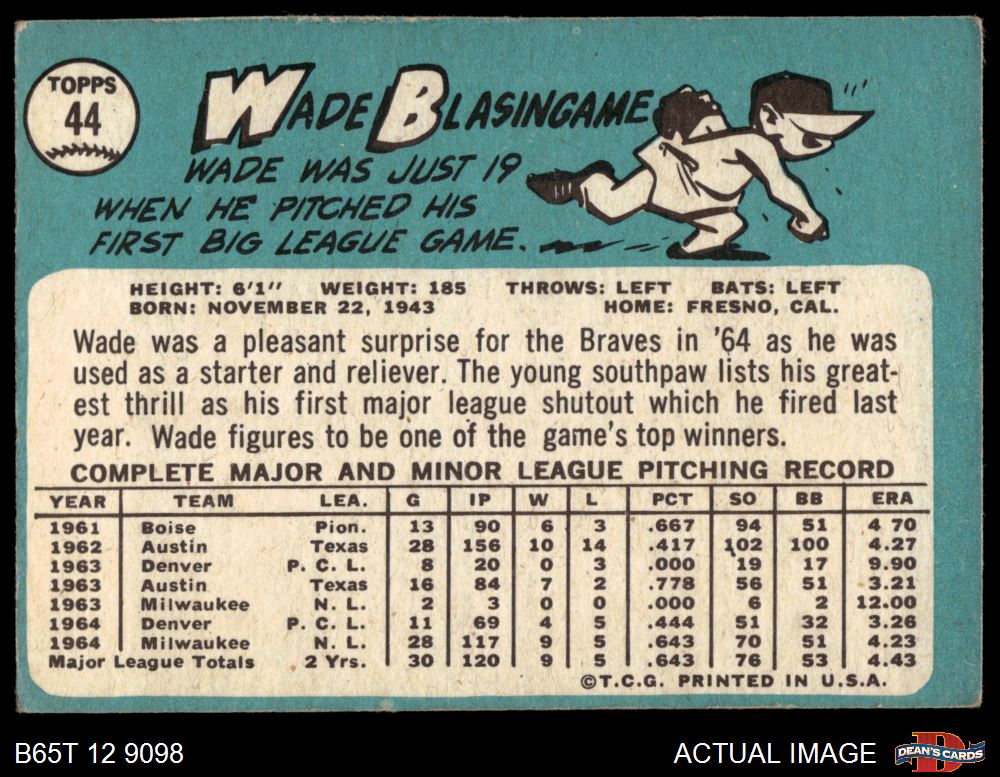 TOPPS
44
WADE BLASINGAME
WADE WAS JUST 19
WHEN HE PITCHED HIS
FIRST BIG LEAGUE GAME.
HEIGHT: 6'1" WEIGHT: 185 THROWS: LEFT BATS: LEFT
BORN: NOVEMBER 22, 1943 HOME: FRESNO, CAL.
Wade was a pleasant surprise for the Braves in '64 as he was
used as a starter and reliever. The young southpaw lists his great-
est thrill as his first major league shutout which he fired last
year. Wade figures to be one of the game's top winners.
COMPLETE MAJOR AND MINOR LEAGUE PITCHING RECORD
YEAR TEAM LEA. G IP W L PCT SO BB ERA
1961 Boise Pion. 13 90 6 3 .667 94 51 4 70
1962 Austin Texas 28 156 10 14 .417 102 100 4.27
1963 Denver P. C. L. 8 20 0 3 .000 19 17 9.90
1963 Austin Texas 16 84 7 2 .778 56 51 3.21
1963 Milwaukee N. L. 2 3 0 0 .000 6 2 12.00
1964 Denver P. C. L. 11 69 4 5 .444 51 32 3.26
1964 Milwaukee N. L. 28 117 9 5 .643 70 51 4.23
Major League Totals 2 Yrs. 30 120 9 5 .643 76 53 4.43
©T.C.G. PRINTED IN U.S.A.
B65T 12 9098
ACTUAL IMAGE
D
DEAN'S CARDS